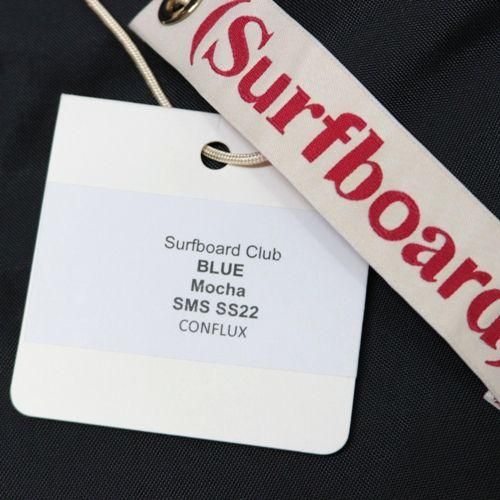 (Surfboard)
Surfboard Club
BLUE
Mocha
SMS SS22
CONFLUX